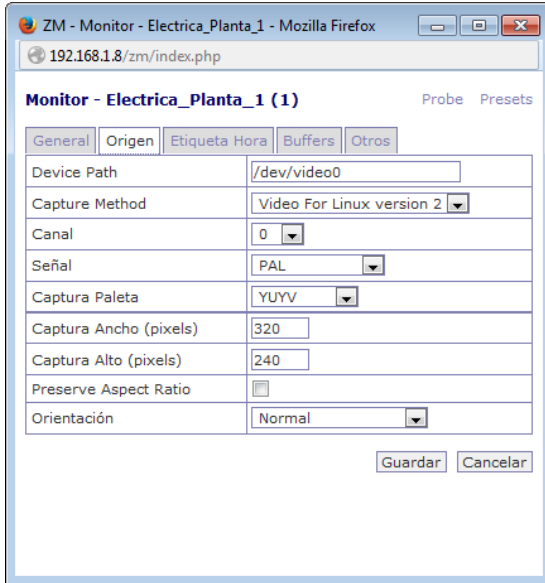 ZM - Monitor - Electrica_Planta_1 - Mozilla Firefox
192.168.1.8/zm/index.php
Monitor - Electrica_Planta_1 (1) Probe Presets
General Origen Etiqueta Hora Buffers Otros
Device Path /dev/video0
Capture Method Video For Linux version 2
Canal 0
Señal PAL
Captura Paleta YUYV
Captura Ancho (pixels) 320
Captura Alto (pixels) 240
Preserve Aspect Ratio
Orientación Normal
Guardar Cancelar